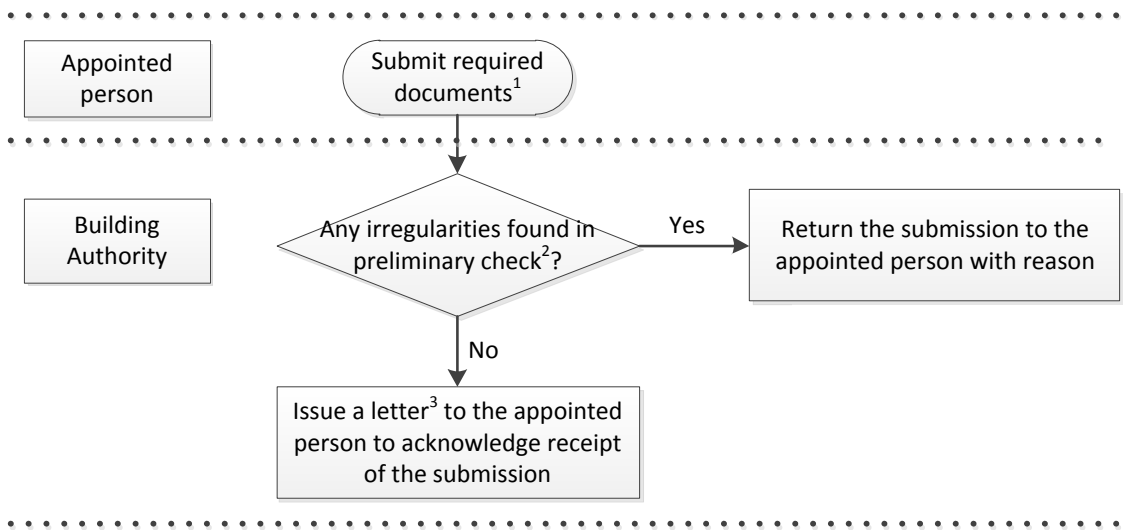 Appointed
person
Submit required
documents¹
Building
Authority
Any irregularities found in
preliminary check²?
Yes
Return the submission to the
appointed person with reason
No
Issue a letter³ to the appointed
person to acknowledge receipt
of the submission